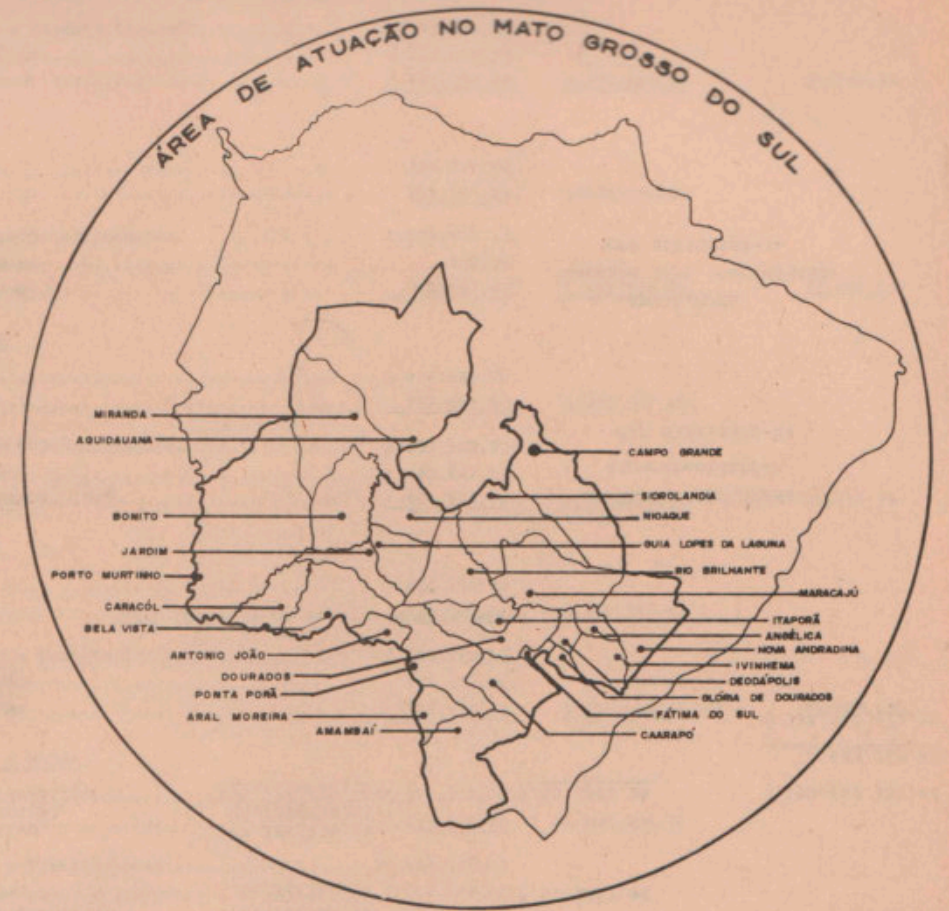 ÁREA DE ATUAÇÃO NO MATO GROSSO DO SUL
MIRANDA
AQUIDAUANA
BONITO
JARDIM
PORTO MURTINHO
CARACÓL
BELA VISTA
ANTONIO JOÃO
DOURADOS
PONTA PORÃ
ARAL MOREIRA
AMAMBAÍ
CAMPO GRANDE
SIDROLANDIA
NIOAQUE
GUIA LOPES DA LAGUNA
RIO BRILHANTE
MARACAJÚ
ITAPORÃ
ANGÉLICA
NOVA ANDRADINA
IVINHEMA
DEODÁPOLIS
GLÓRIA DE DOURADOS
FÁTIMA DO SUL
CAARAPÓ